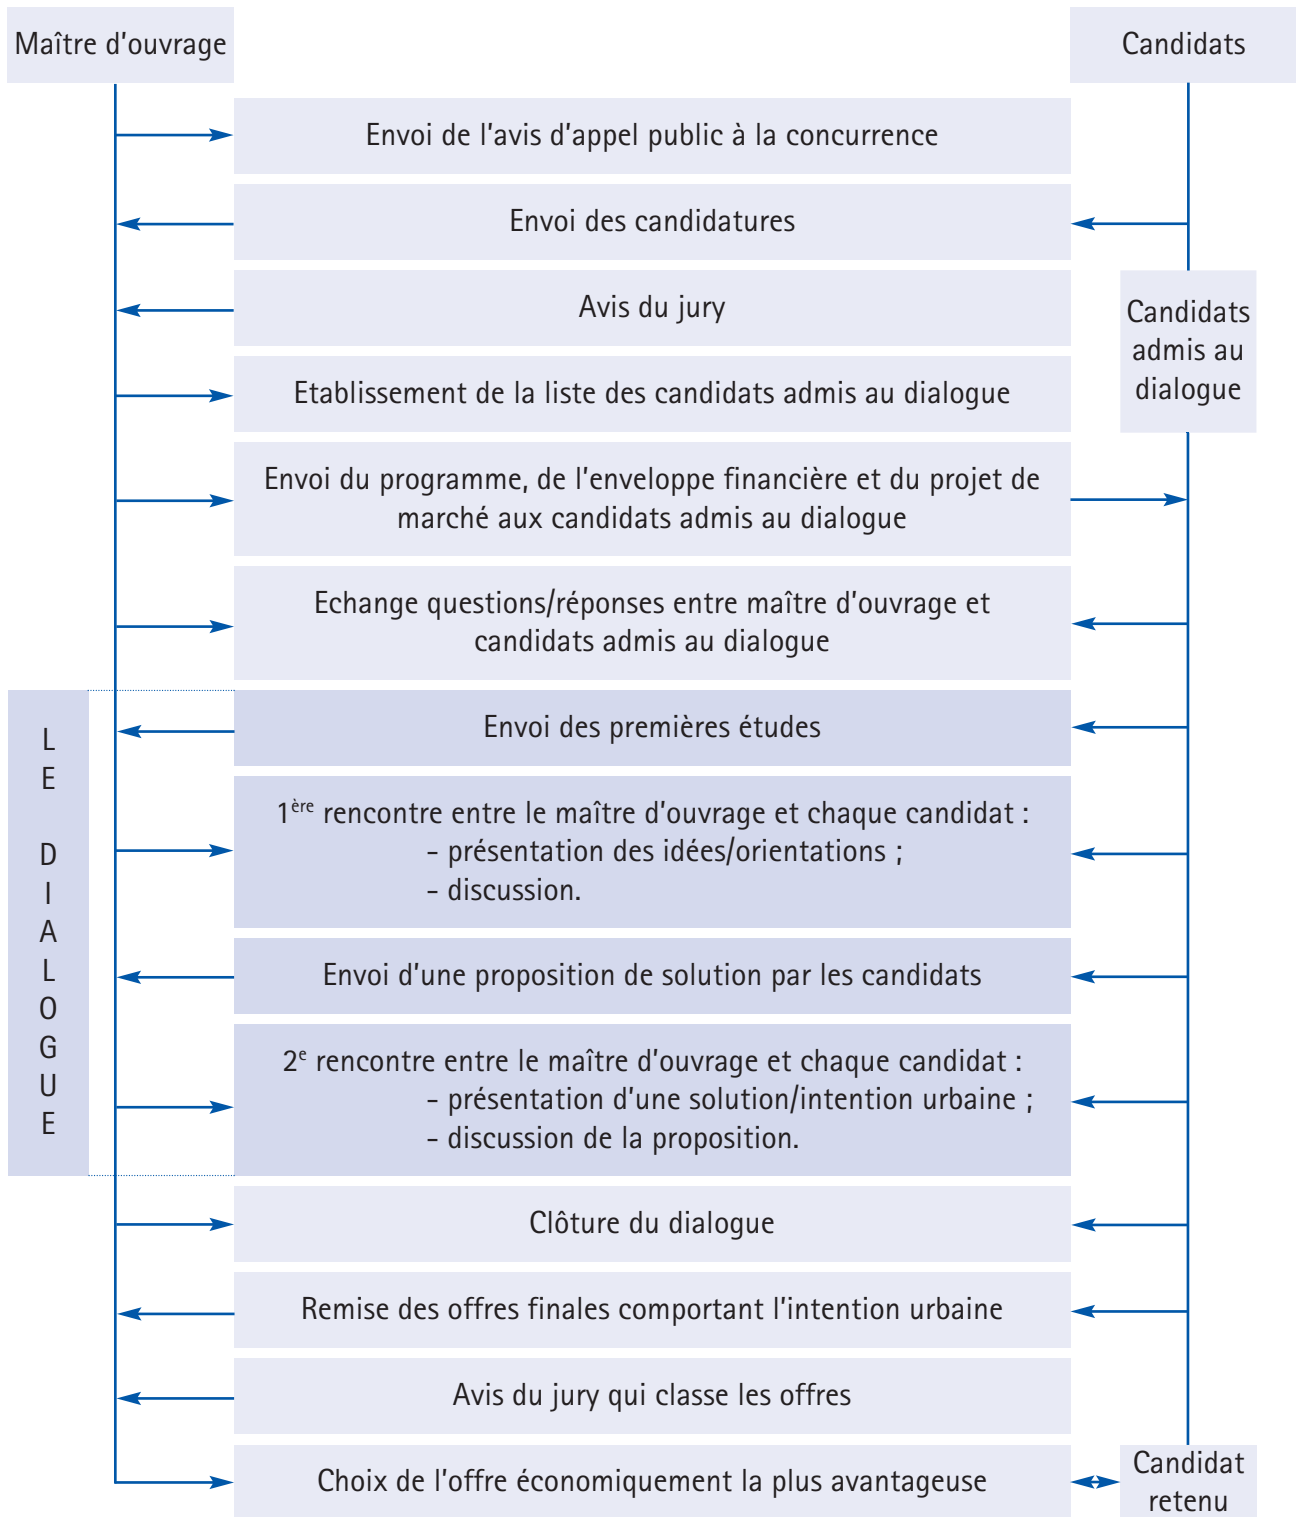 Maître d'ouvrage
Candidats
Envoi de l'avis d'appel public à la concurrence
Envoi des candidatures
Avis du jury
Candidats
admis au
dialogue
Etablissement de la liste des candidats admis au dialogue
Envoi du programme, de l'enveloppe financière et du projet de
marché aux candidats admis au dialogue
Echange questions/réponses entre maître d'ouvrage et
candidats admis au dialogue
LE DIALOGUE
Envoi des premières études
1ère rencontre entre le maître d'ouvrage et chaque candidat :
- présentation des idées/orientations ;
- discussion.
Envoi d'une proposition de solution par les candidats
2e rencontre entre le maître d'ouvrage et chaque candidat :
- présentation d'une solution/intention urbaine ;
- discussion de la proposition.
Clôture du dialogue
Remise des offres finales comportant l'intention urbaine
Avis du jury qui classe les offres
Choix de l'offre économiquement la plus avantageuse
Candidat
retenu